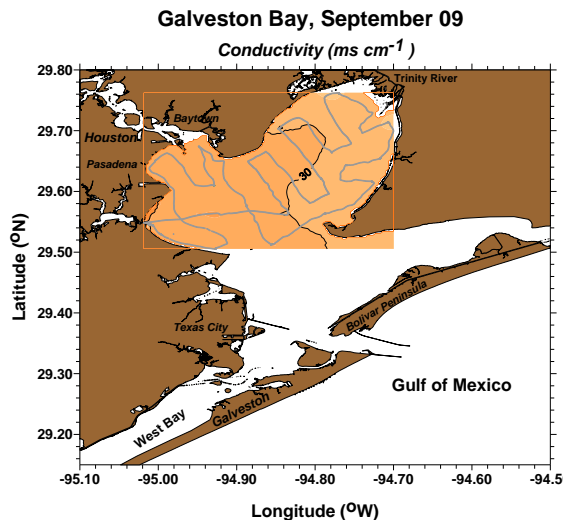 Galveston Bay, September 09
Conductivity (ms cm-1 )
29.80
29.70
29.60
29.50
29.40
29.30
29.20
Latitude (oN)
Trinity River
Baytown
Houston
Pasadena
30
Texas City
Bolivar Peninsula
Gulf of Mexico
Galveston
West Bay
-95.10
-95.00
-94.90
-94.80
-94.70
-94.60
-94.5
Longitude (oW)